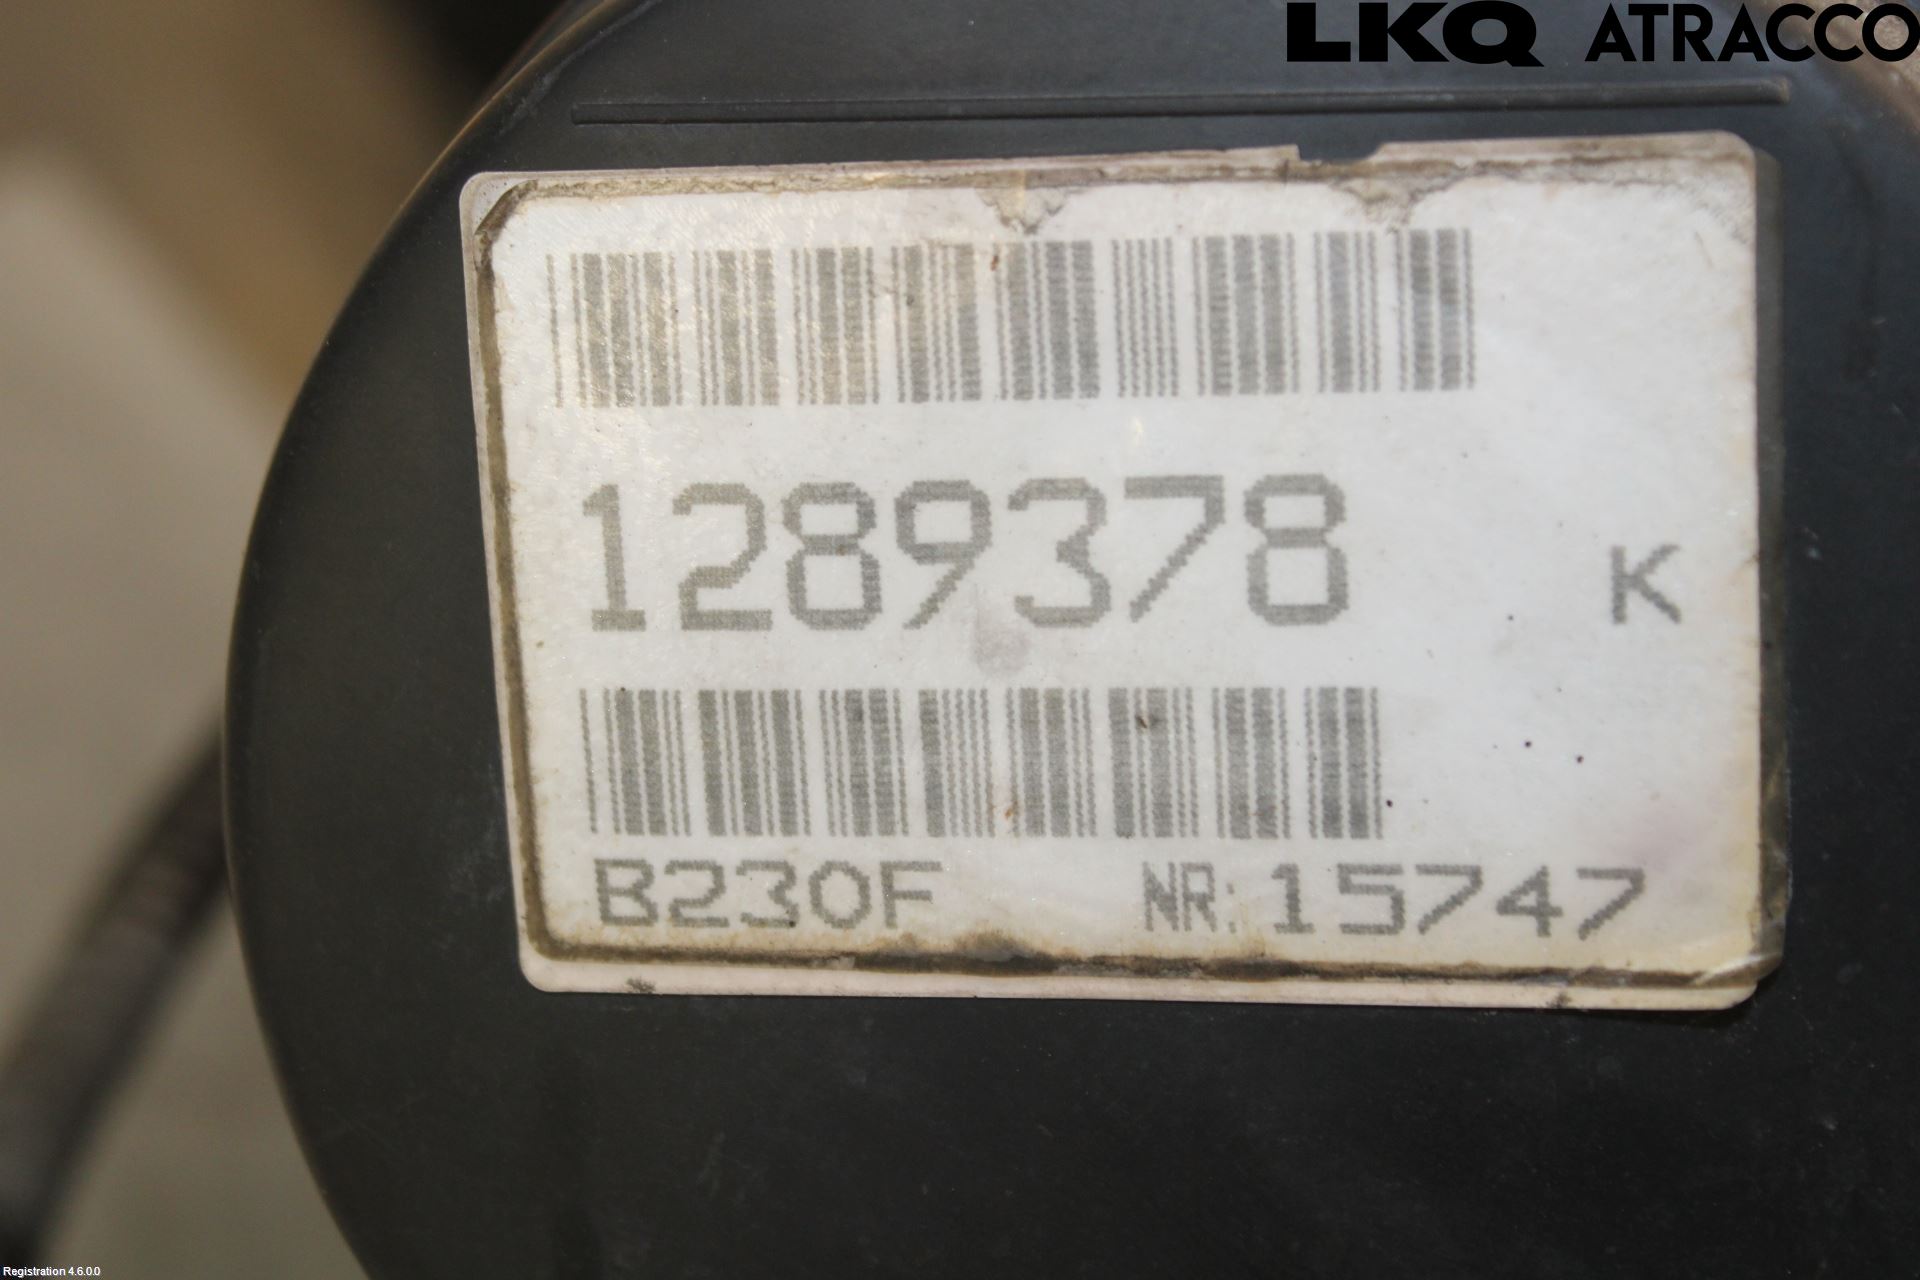 LKQ ATRACCO
1289378 K
B230F NR: 15747
Registration 4.6.0.0